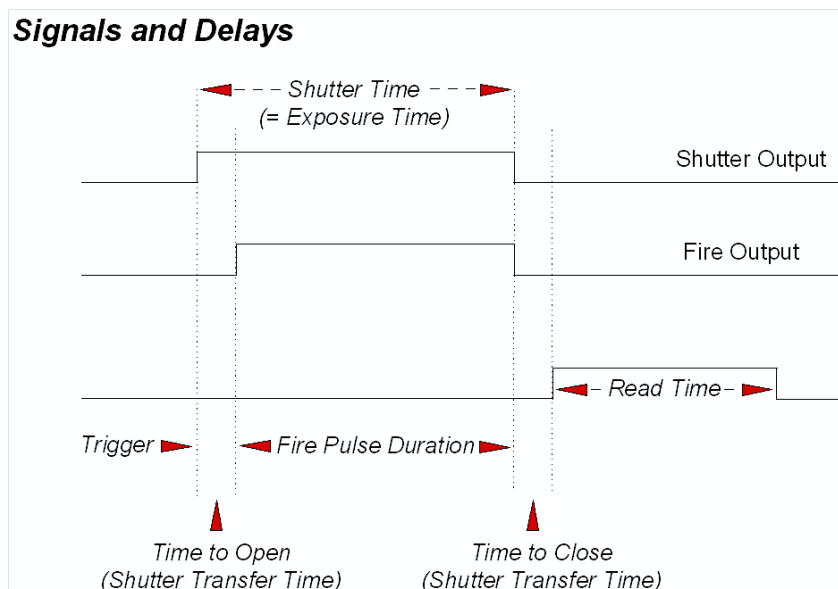 Signals and Delays
Shutter Time
(= Exposure Time)
Shutter Output
Fire Output
Read Time
Trigger
Fire Pulse Duration
Time to Open
(Shutter Transfer Time)
Time to Close
(Shutter Transfer Time)